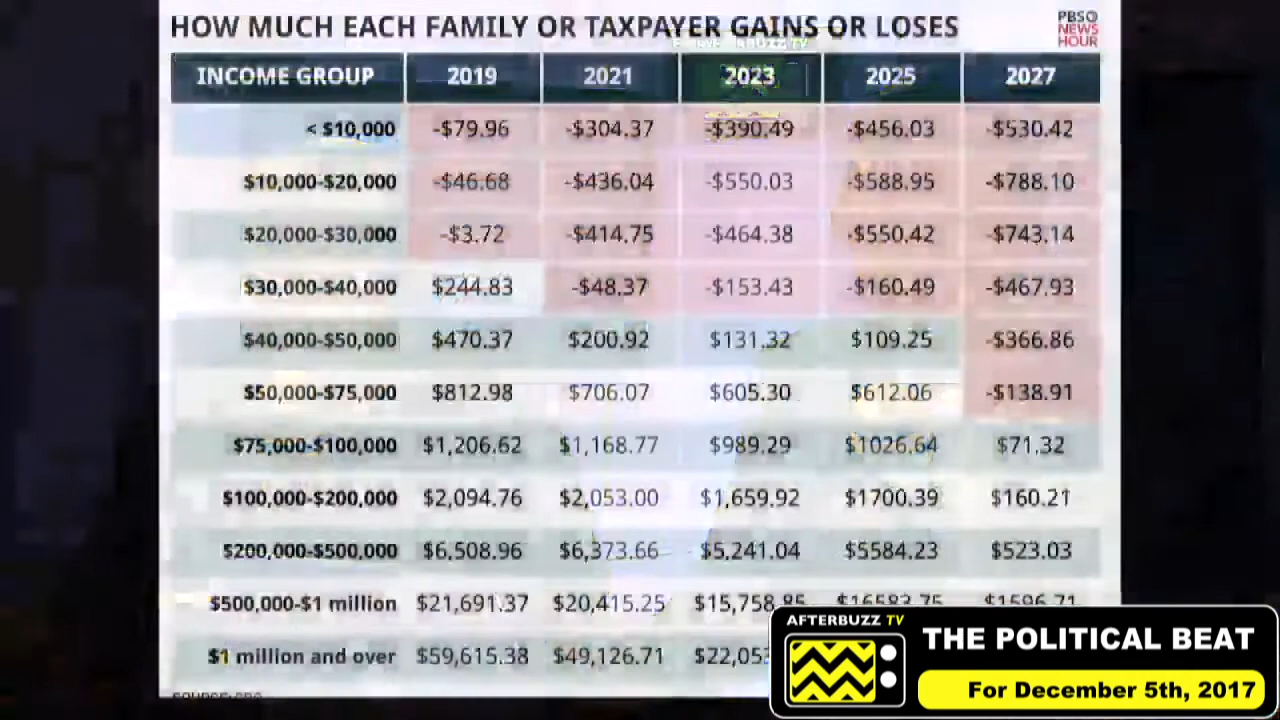 HOW MUCH EACH FAMILY OR TAXPAYER GAINS OR LOSES
PBS
NEWS
HOUR
INCOME GROUP 2019 2021 2023 2025 2027
< $10,000 -$79.96 -$304.37 -$390.49 -$456.03 -$530.42
$10,000-$20,000 -$46.68 -$436.04 -$550.03 -$588.95 -$788.10
$20,000-$30,000 -$3.72 -$414.75 -$464.38 -$550.42 -$743.14
$30,000-$40,000 $244.83 -$48.37 -$153.43 -$160.49 -$467.93
$40,000-$50,000 $470.37 $200.92 $131.32 $109.25 -$366.86
$50,000-$75,000 $812.98 $706.07 $605.30 $612.06 -$138.91
$75,000-$100,000 $1,206.62 $1,168.77 $989.29 $1026.64 $71.32
$100,000-$200,000 $2,094.76 $2,053.00 $1,659.92 $1700.39 $160.21
$200,000-$500,000 $6,508.96 $6,373.66 $5,241.04 $5584.23 $523.03
$500,000-$1 million $21,691.37 $20,415.25 $15,758.85 $16583.75 $1596.71
$1 million and over $59,615.38 $49,126.71
AFTERBUZZ TV
THE POLITICAL BEAT
For December 5th, 2017